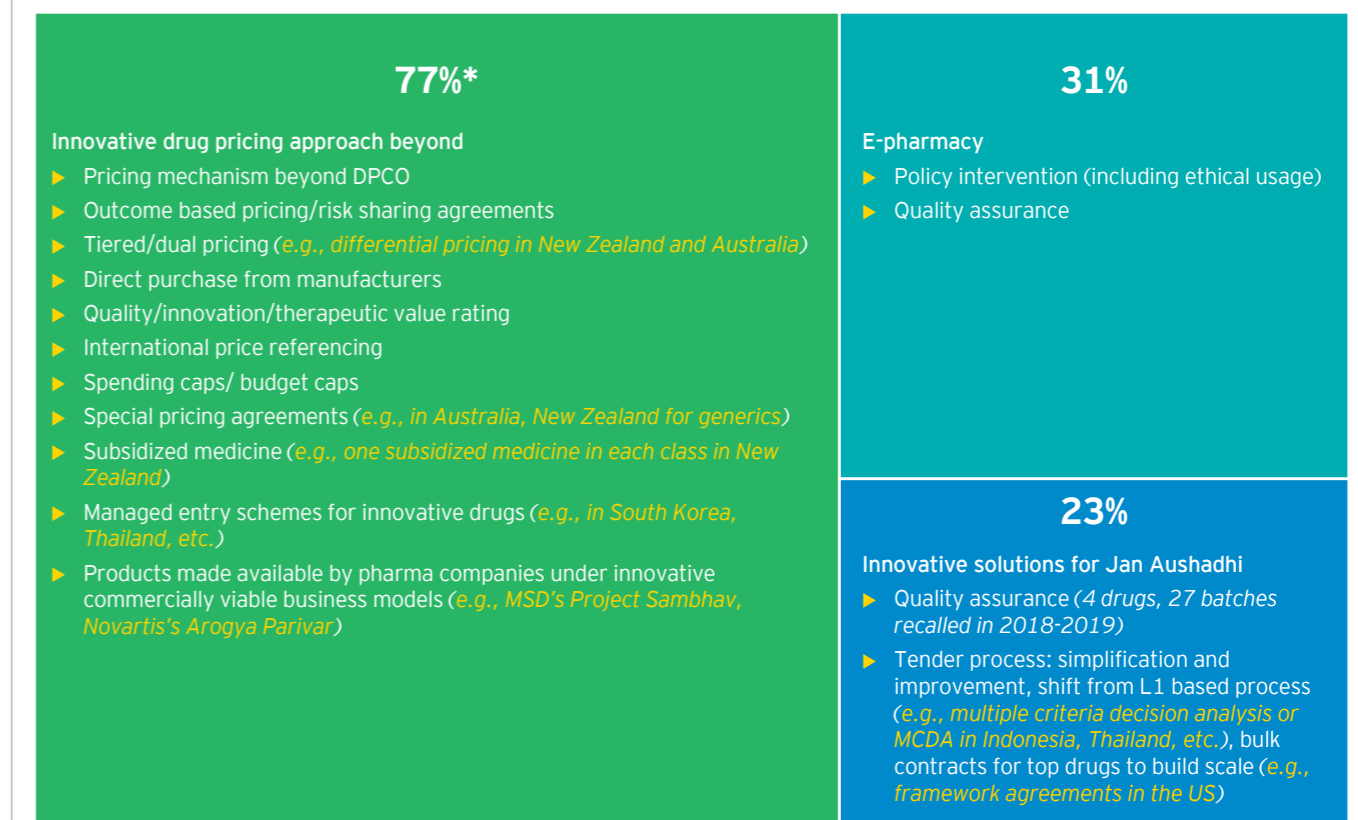 77%*
Innovative drug pricing approach beyond
Pricing mechanism beyond DPCO
Outcome based pricing/risk sharing agreements
Tiered/dual pricing (e.g., differential pricing in New Zealand and Australia)
Direct purchase from manufacturers
Quality/innovation/therapeutic value rating
International price referencing
Spending caps/ budget caps
Special pricing agreements (e.g., in Australia, New Zealand for generics)
Subsidized medicine (e.g., one subsidized medicine in each class in New
Zealand)
Managed entry schemes for innovative drugs (e.g., in South Korea,
Thailand, etc.)
Products made available by pharma companies under innovative
commercially viable business models (e.g., MSD's Project Sambhav,
Novartis's Arogya Parivar)
31%
E-pharmacy
Policy intervention (including ethical usage)
Quality assurance
23%
Innovative solutions for Jan Aushadhi
Quality assurance (4 drugs, 27 batches
recalled in 2018-2019)
Tender process: simplification and
improvement, shift from L1 based process
(e.g., multiple criteria decision analysis or
MCDA in Indonesia, Thailand, etc.), bulk
contracts for top drugs to build scale (e.g.,
framework agreements in the US)